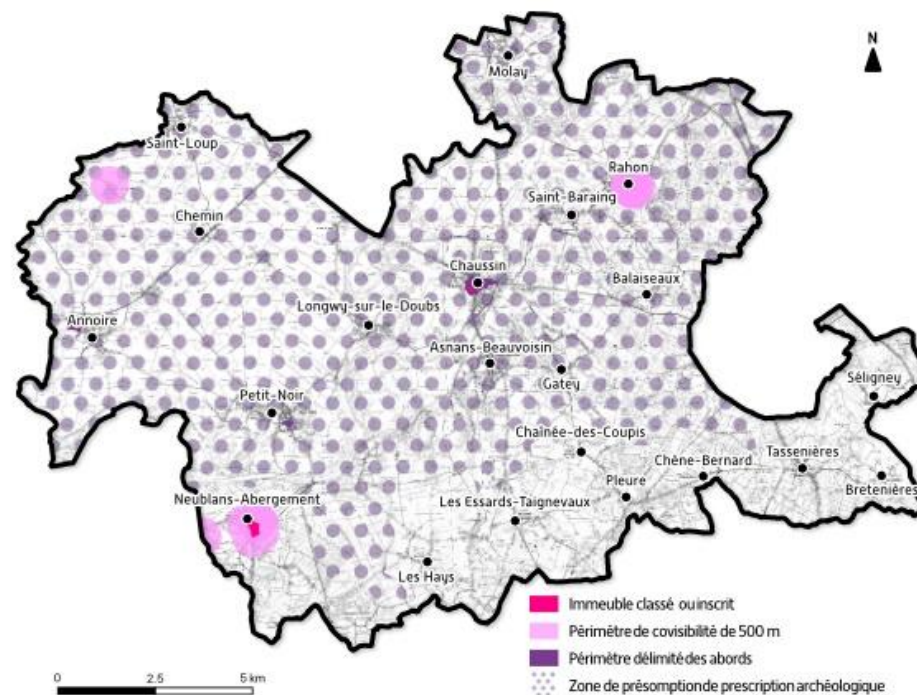 N
Molay
Saint-Loup
Rahon
Saint-Baraing
Chemin
Chaussin
Balaiseaux
Longwy-sur-le-Doubs
Annoire
Asnans-Beauvoisin
Gatey
Séligney
Petit-Noir
Chaînée-des-Coupis
Tassenières
Chêne-Bernard
Pleure
Bretenières
Neublans-Abergement
Les Essards-Taignevaux
Les Hays
Immeuble classé ou inscrit
Périmètre de covisibilité de 500 m
Périmètre délimité des abords
Zone de présomption de prescription archéologique
0 2.5 5 km